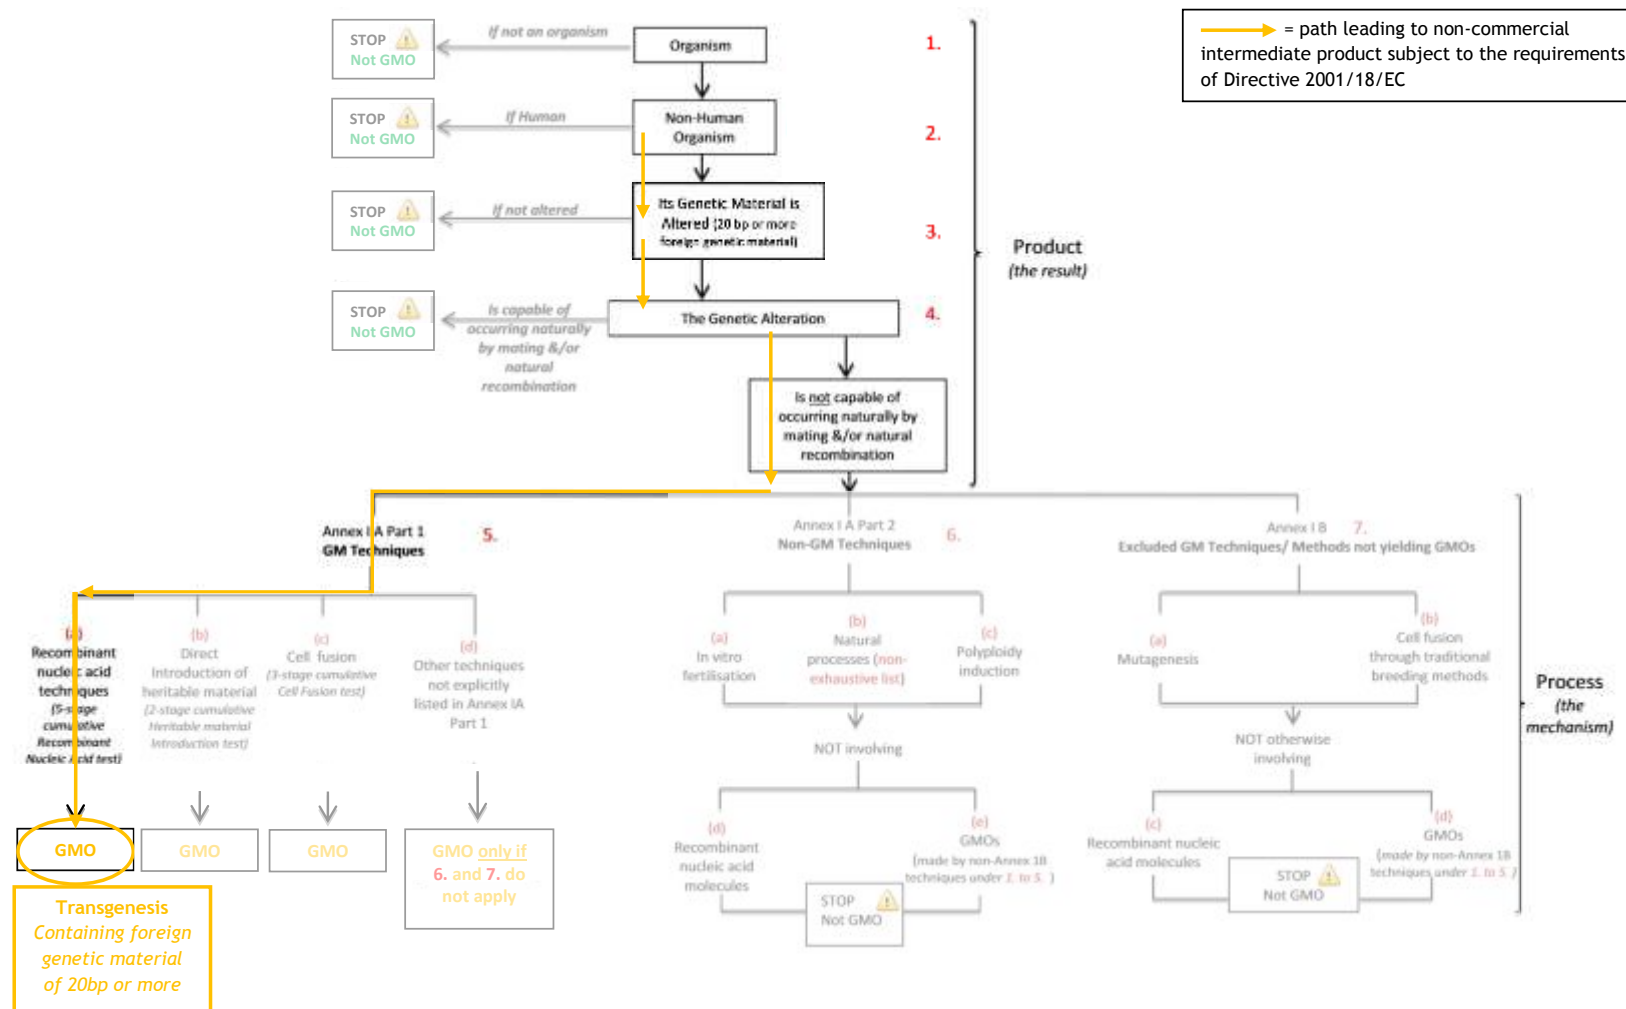 STOP
Not GMO
If not an organism
Organism
1.
= path leading to non-commercial
intermediate product subject to the requirements
of Directive 2001/18/EC
STOP
Not GMO
If Human
Non-Human
Organism
2.
STOP
Not GMO
If not altered
Its Genetic Material is
Altered (20 bp or more
foreign genetic material)
3.
Product
(the result)
STOP
Not GMO
Is capable of
occurring naturally
by mating &/or
natural
recombination
The Genetic Alteration
4.
Is not capable of
occurring naturally by
mating &/or natural
recombination
Annex I A Part 1
GM Techniques
5.
Annex I A Part 2
Non-GM Techniques
6.
Annex I B
7.
Excluded GM Techniques/ Methods not yielding GMOs
(a)
Recombinant
nucleic acid
techniques
(5-stage
cumulative
Recombinant
Nucleic Acid test)
(b)
Direct
Introduction of
heritable material
(2-stage cumulative
Heritable material
Introduction test)
(c)
Cell fusion
(3-stage cumulative
Cell Fusion test)
(d)
Other techniques
not explicitly
listed in Annex IA
Part 1
(a)
In vitro
fertilisation
(b)
Natural
processes (non-
exhaustive list)
(c)
Polyploidy
induction
(a)
Mutagenesis
(b)
Cell fusion
through traditional
breeding methods
Process
(the
mechanism)
NOT involving
NOT otherwise
involving
GMO
GMO
GMO
GMO only if
6. and 7. do
not apply
(d)
Recombinant
nucleic acid
molecules
(e)
GMOs
(made by non-Annex 1B
techniques under 1. to 5. )
STOP
Not GMO
(c)
Recombinant nucleic
acid molecules
(d)
GMOs
(made by non-Annex 1B
techniques under 1. to 5. )
STOP
Not GMO
Transgenesis
Containing foreign
genetic material
of 20bp or more